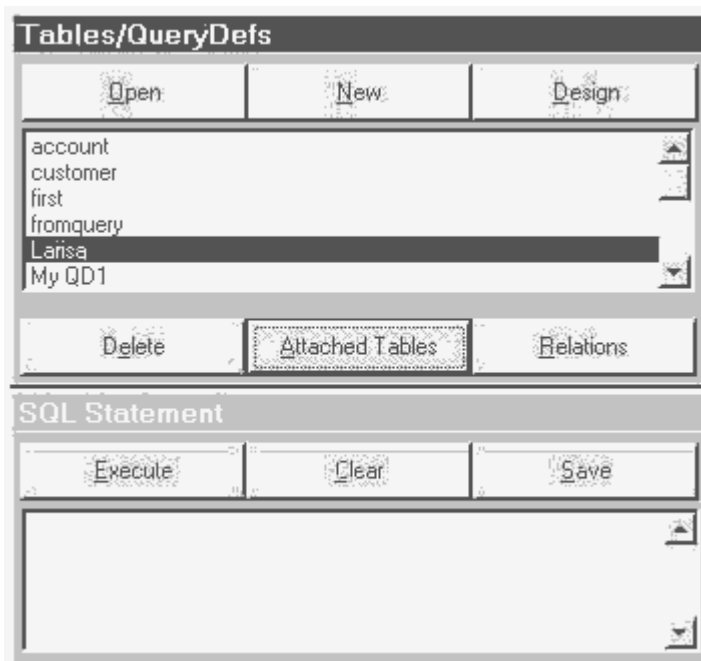 Tables/QueryDefs
Open New Design
account
customer
first
fromquery
Larisa
My QD1
Delete Attached Tables Relations
SQL Statement
Execute Clear Save